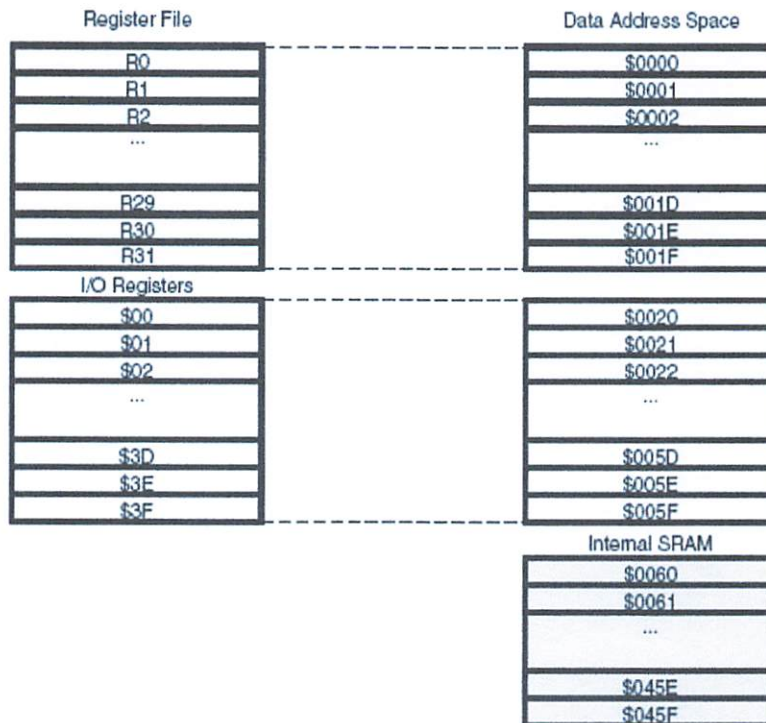 Register File
Data Address Space
R0
R1
R2
...
R29
R30
R31
$0000
$0001
$0002
...
$001D
$001E
$001F
I/O Registers
$00
$01
$02
...
$3D
$3E
$3F
$0020
$0021
$0022
...
$005D
$005E
$005F
Internal SRAM
$0060
$0061
...
$045E
$045F